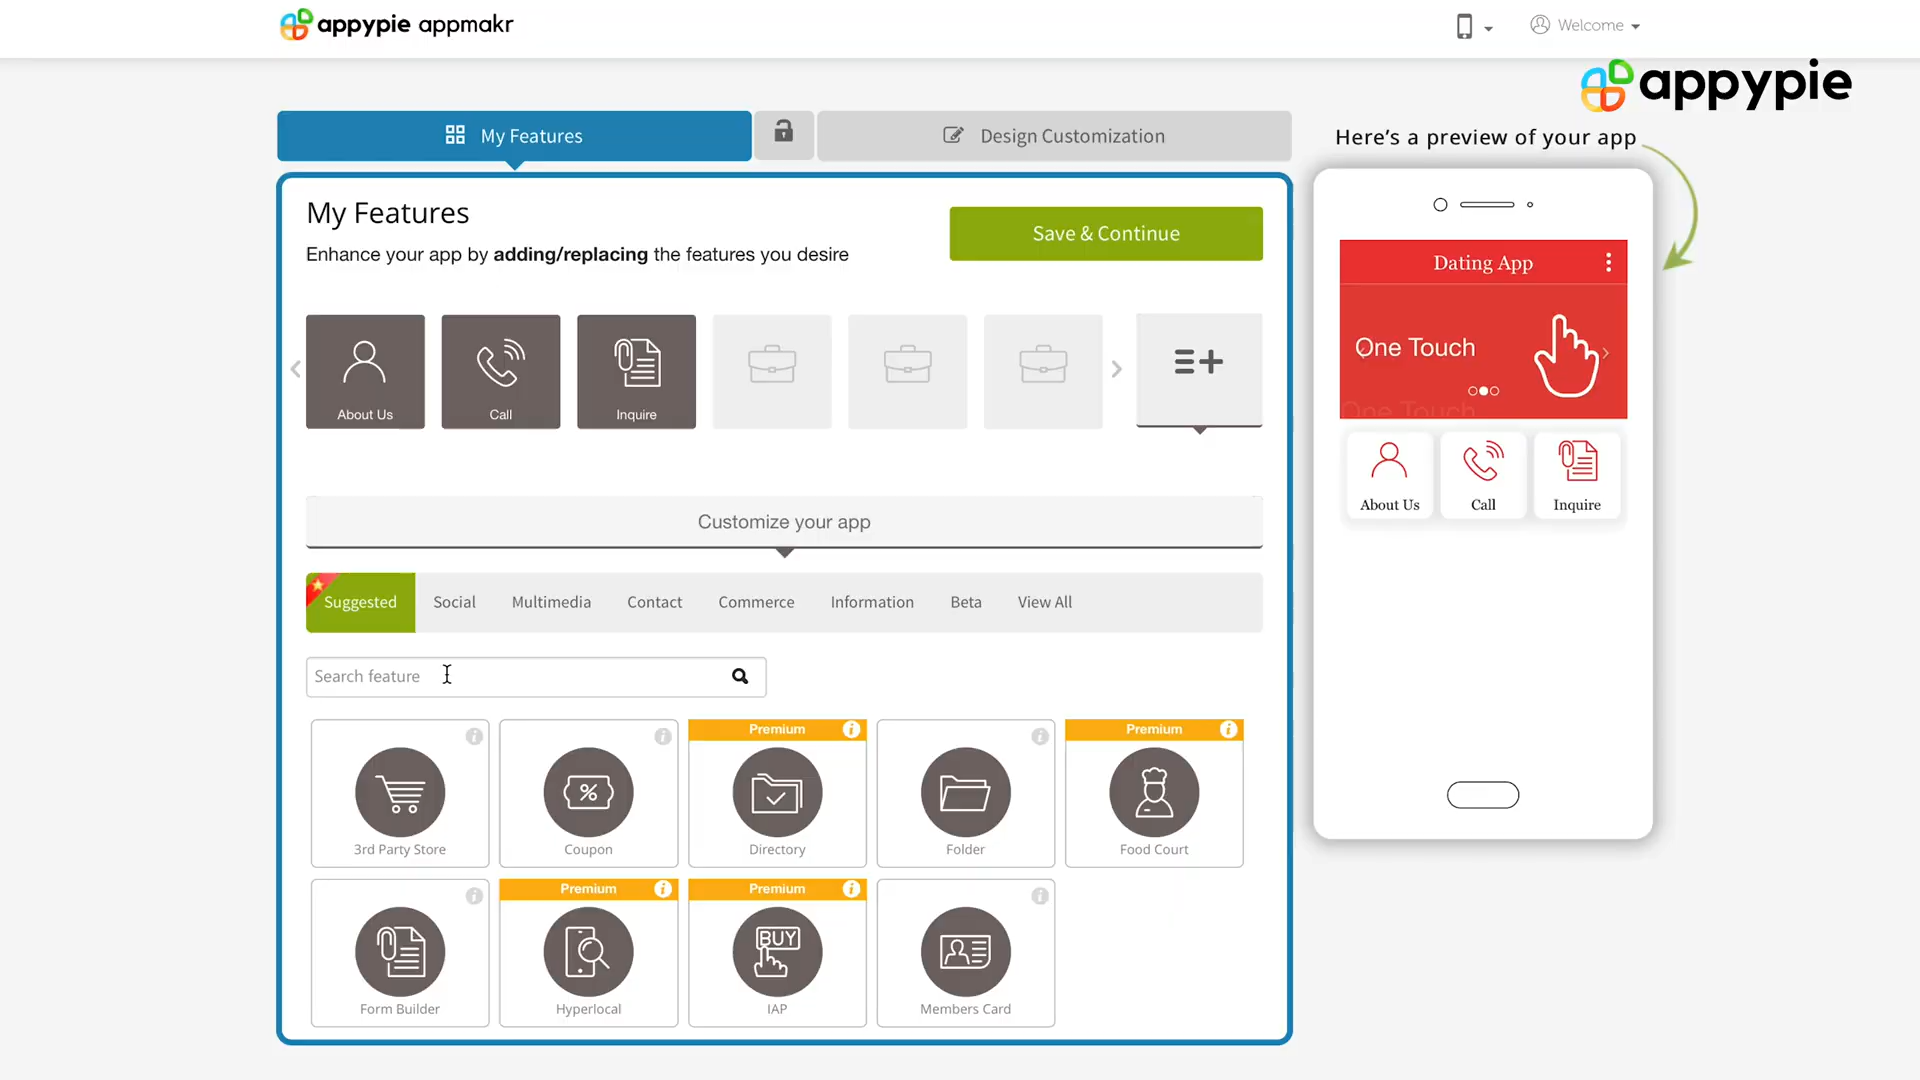 appypie appmakr
Welcome
appypie
My Features
Design Customization
Here's a preview of your app
My Features
Save & Continue
Enhance your app by adding/replacing the features you desire
About Us
Call
Inquire
Customize your app
Suggested
Social
Multimedia
Contact
Commerce
Information
Beta
View All
Search feature
3rd Party Store
Coupon
Premium
Directory
Folder
Premium
Food Court
Form Builder
Premium
Hyperlocal
Premium
BUY
IAP
Members Card
Dating App
One Touch
One Touch
About Us
Call
Inquire